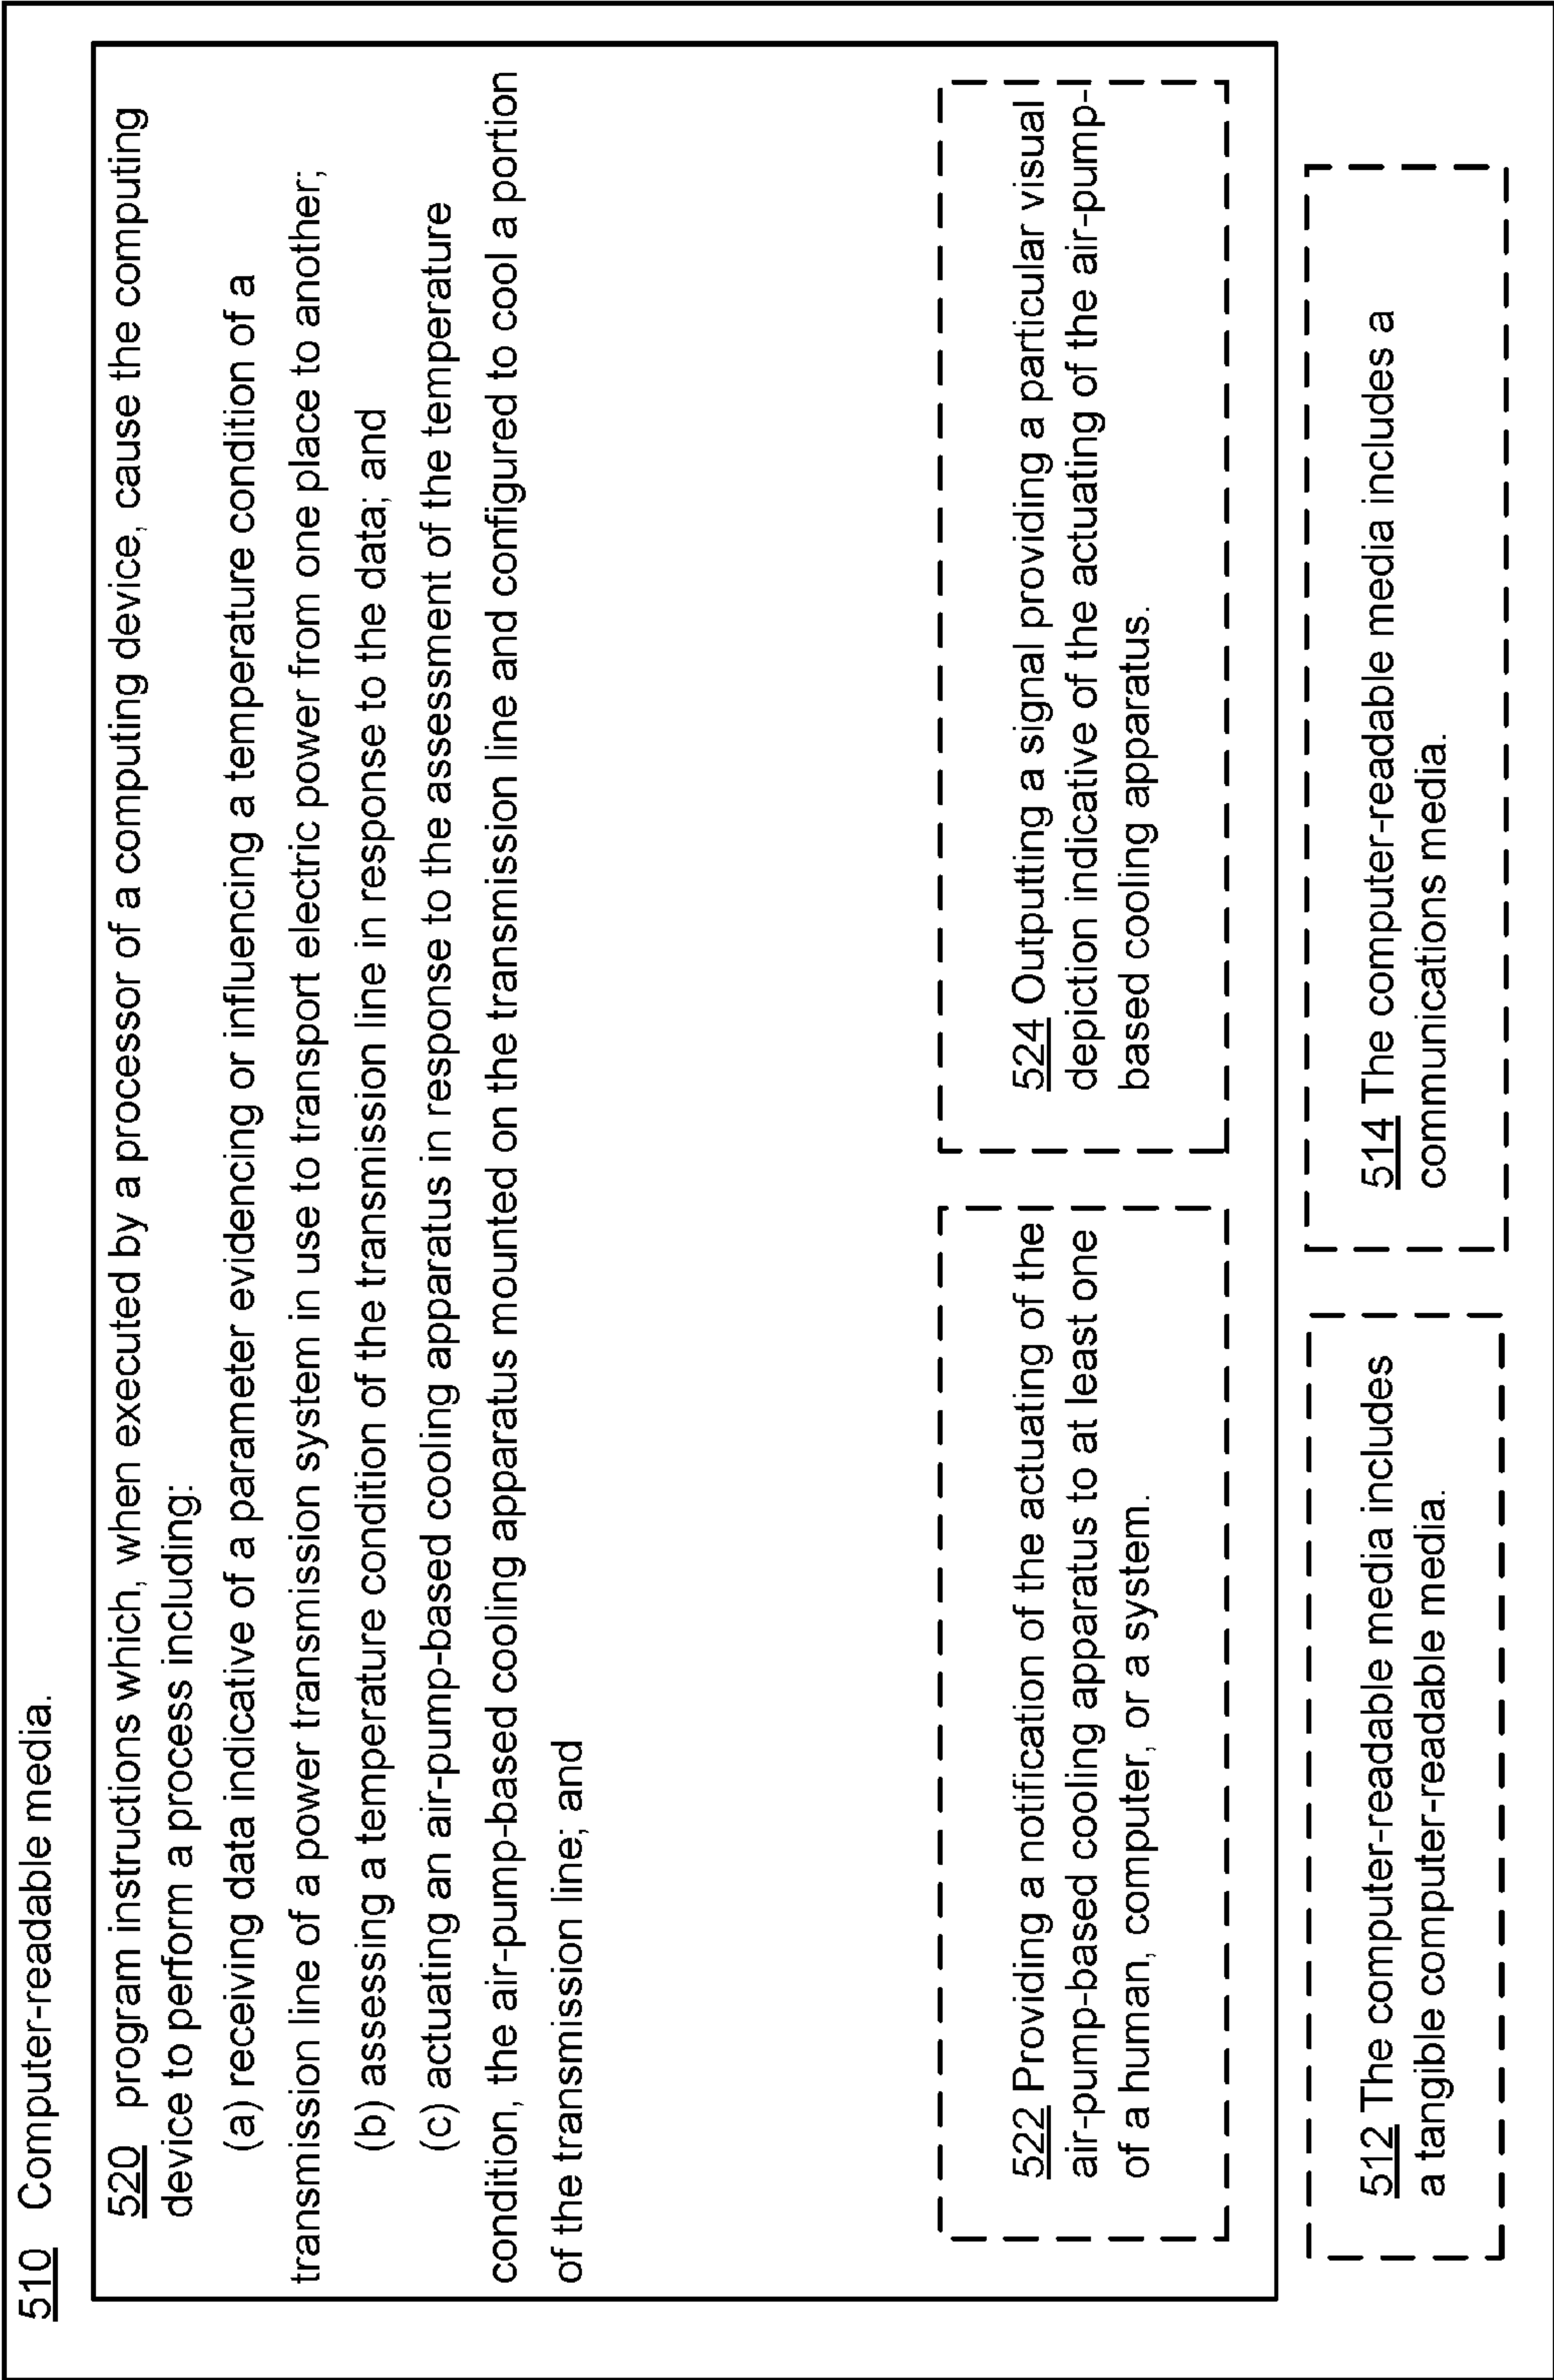 510 Computer-readable media.
520 program instructions which, when executed by a processor of a computing device, cause the computing
device to perform a process including:
(a) receiving data indicative of a parameter evidencing or influencing a temperature condition of a
transmission line of a power transmission system in use to transport electric power from one place to another;
(b) assessing a temperature condition of the transmission line in response to the data; and
(c) actuating an air-pump-based cooling apparatus in response to the assessment of the temperature
condition, the air-pump-based cooling apparatus mounted on the transmission line and configured to cool a portion
of the transmission line; and
522 Providing a notification of the actuating of the
air-pump-based cooling apparatus to at least one
of a human, computer, or a system.
524 Outputting a signal providing a particular visual
depiction indicative of the actuating of the air-pump-
based cooling apparatus.
512 The computer-readable media includes
a tangible computer-readable media.
514 The computer-readable media includes a
communications media.